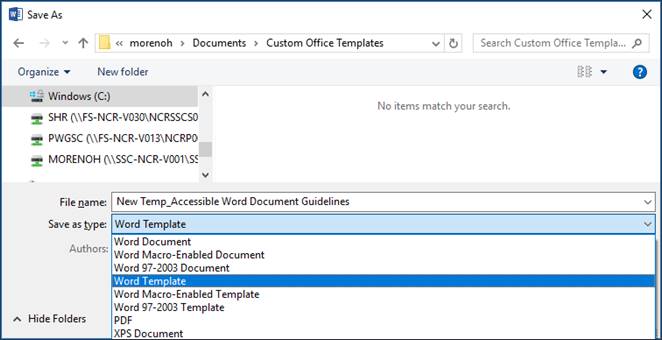 Save As
« morenoh > Documents > Custom Office Templates
Search Custom Office Templa...
Organize New folder
Windows (C:)
SHR (\\FS-NCR-V030\NCRSSCS0
PWGSC (\\FS-NCR-V013\NCRP0
MORENOH (\\SSC-NCR-V001\SS
No items match your search.
File name: New Temp_Accessible Word Document Guidelines
Save as type: Word Template
Authors:
Word Document
Word Macro-Enabled Document
Word 97-2003 Document
Word Template
Word Macro-Enabled Template
Word 97-2003 Template
PDF
XPS Document
Hide Folders